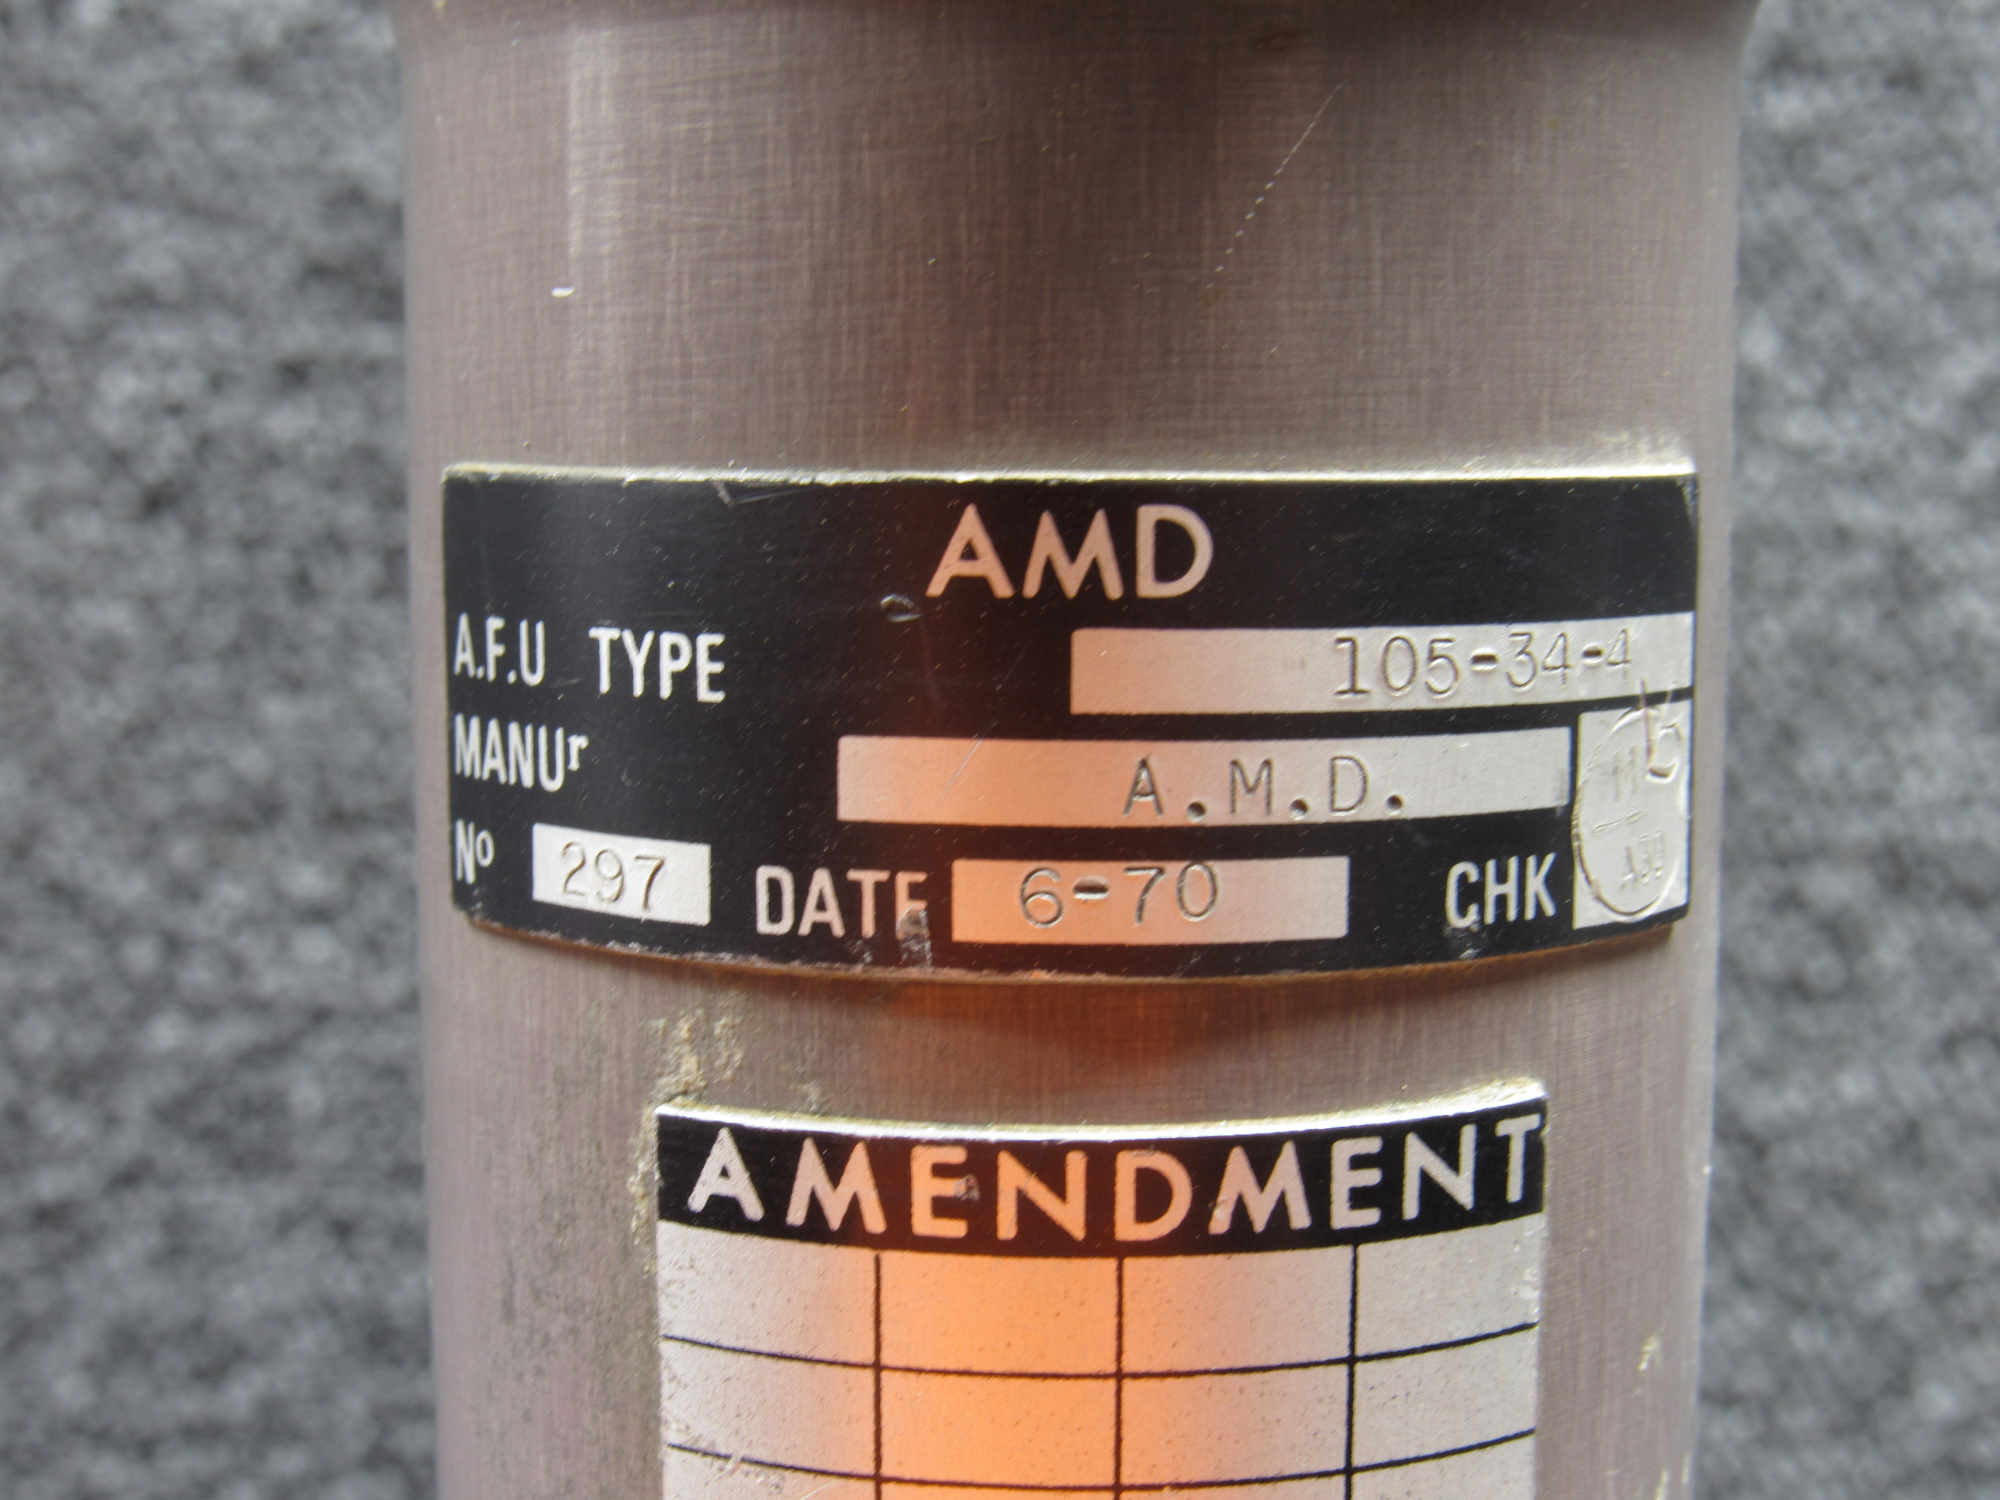 AMD
A.F.U TYPE 105-34-4
MANUr A.M.D.
No 297 DATE 6-70 CHK
AMENDMENT